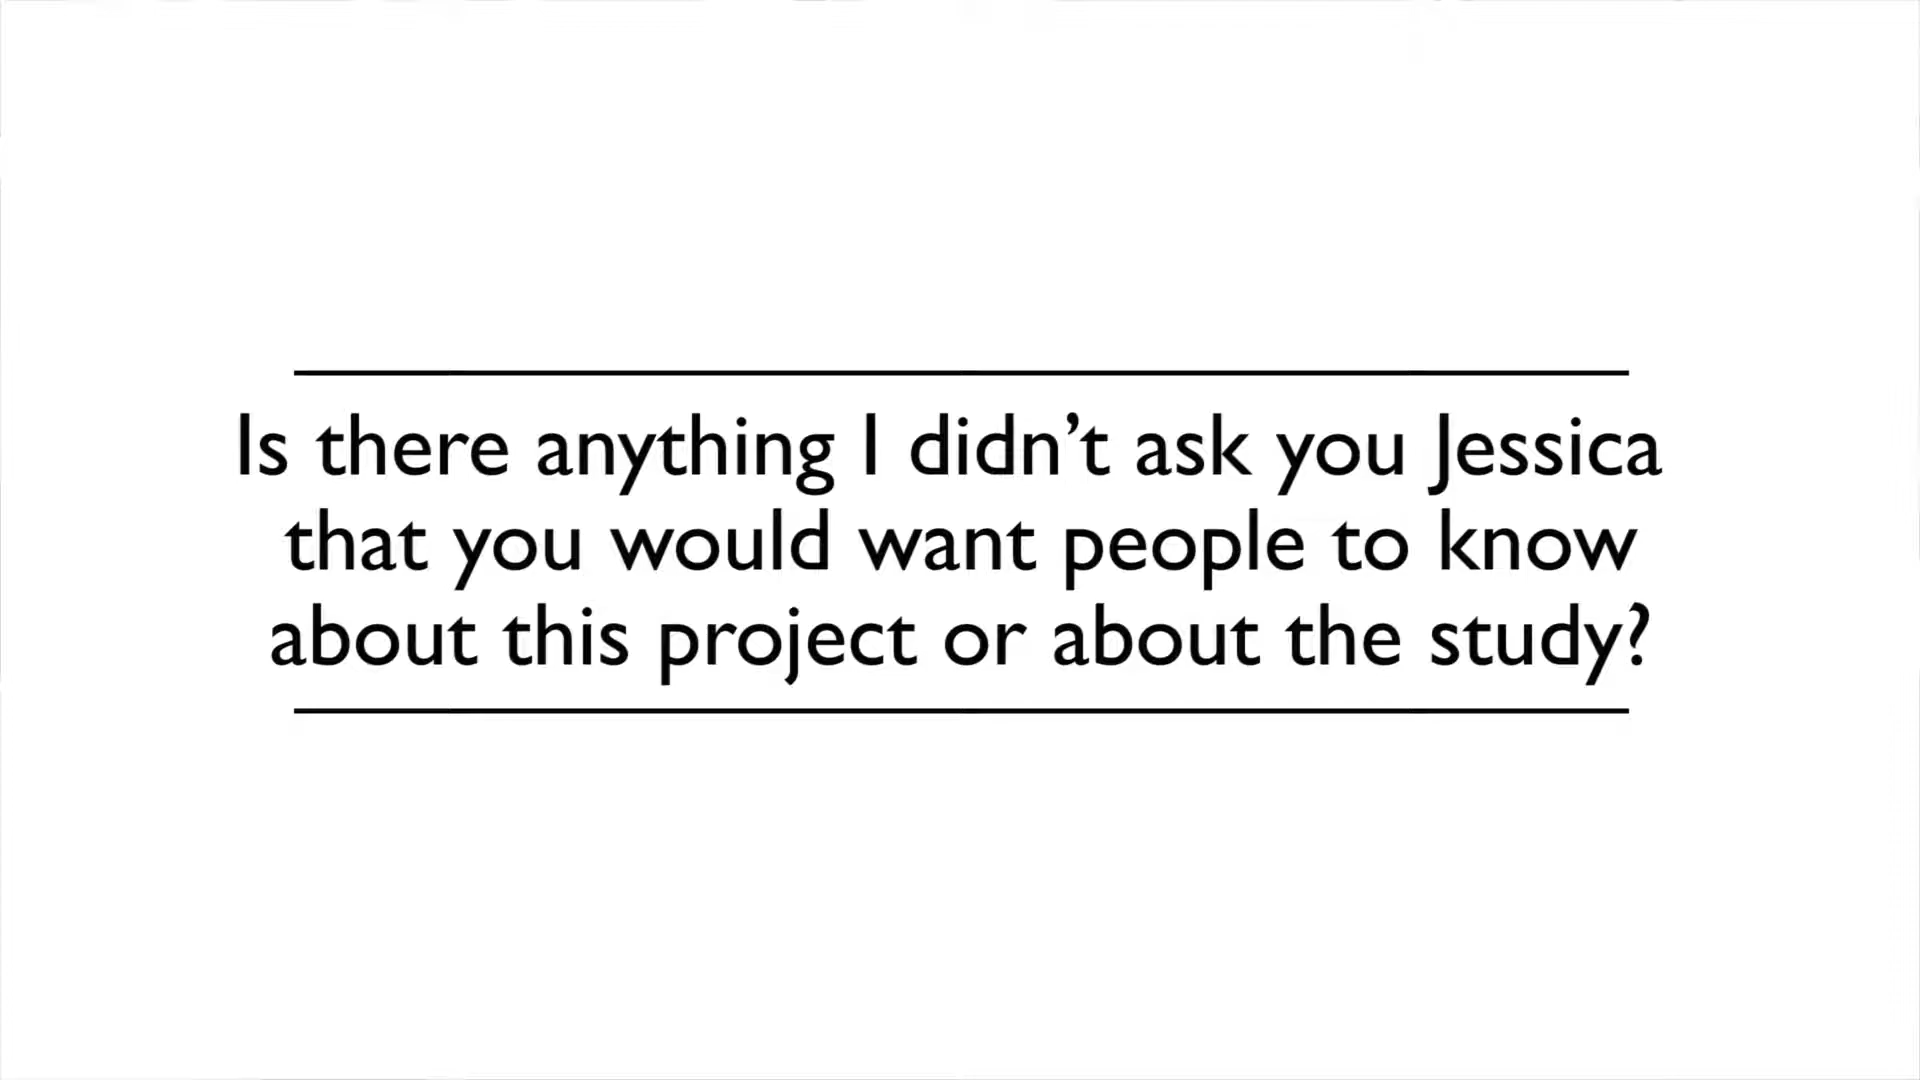 Is there anything I didn’t ask you Jessica
that you would want people to know
about this project or about the study?